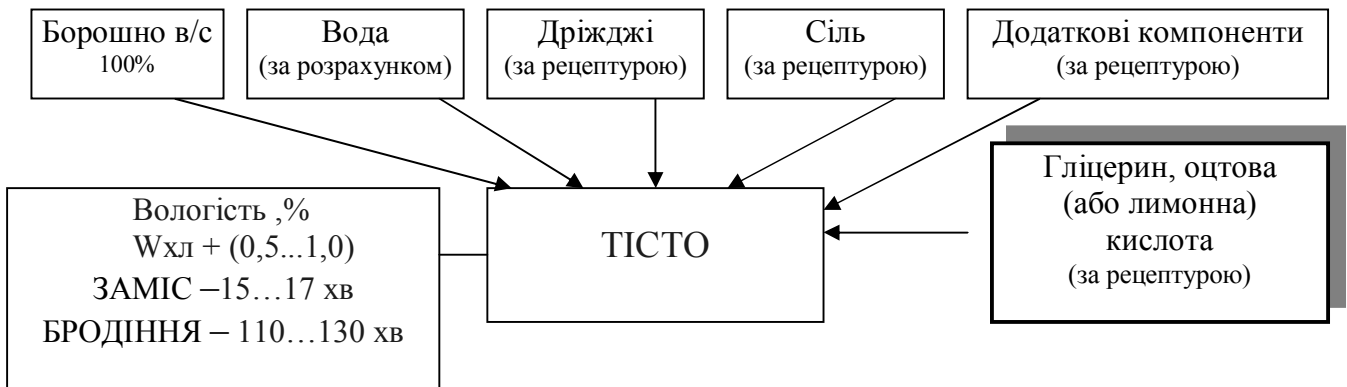 Борошно в/с
100%
Вода
(за розрахунком)
Дріжджі
(за рецептурою)
Сіль
(за рецептурою)
Додаткові компоненти
(за рецептурою)
Гліцерин, оцтова
(або лимонна)
кислота
(за рецептурою)
Вологість ,%
Wхл + (0,5...1,0)
ЗАМІС –15…17 хв
БРОДІННЯ – 110…130 хв
ТІСТО